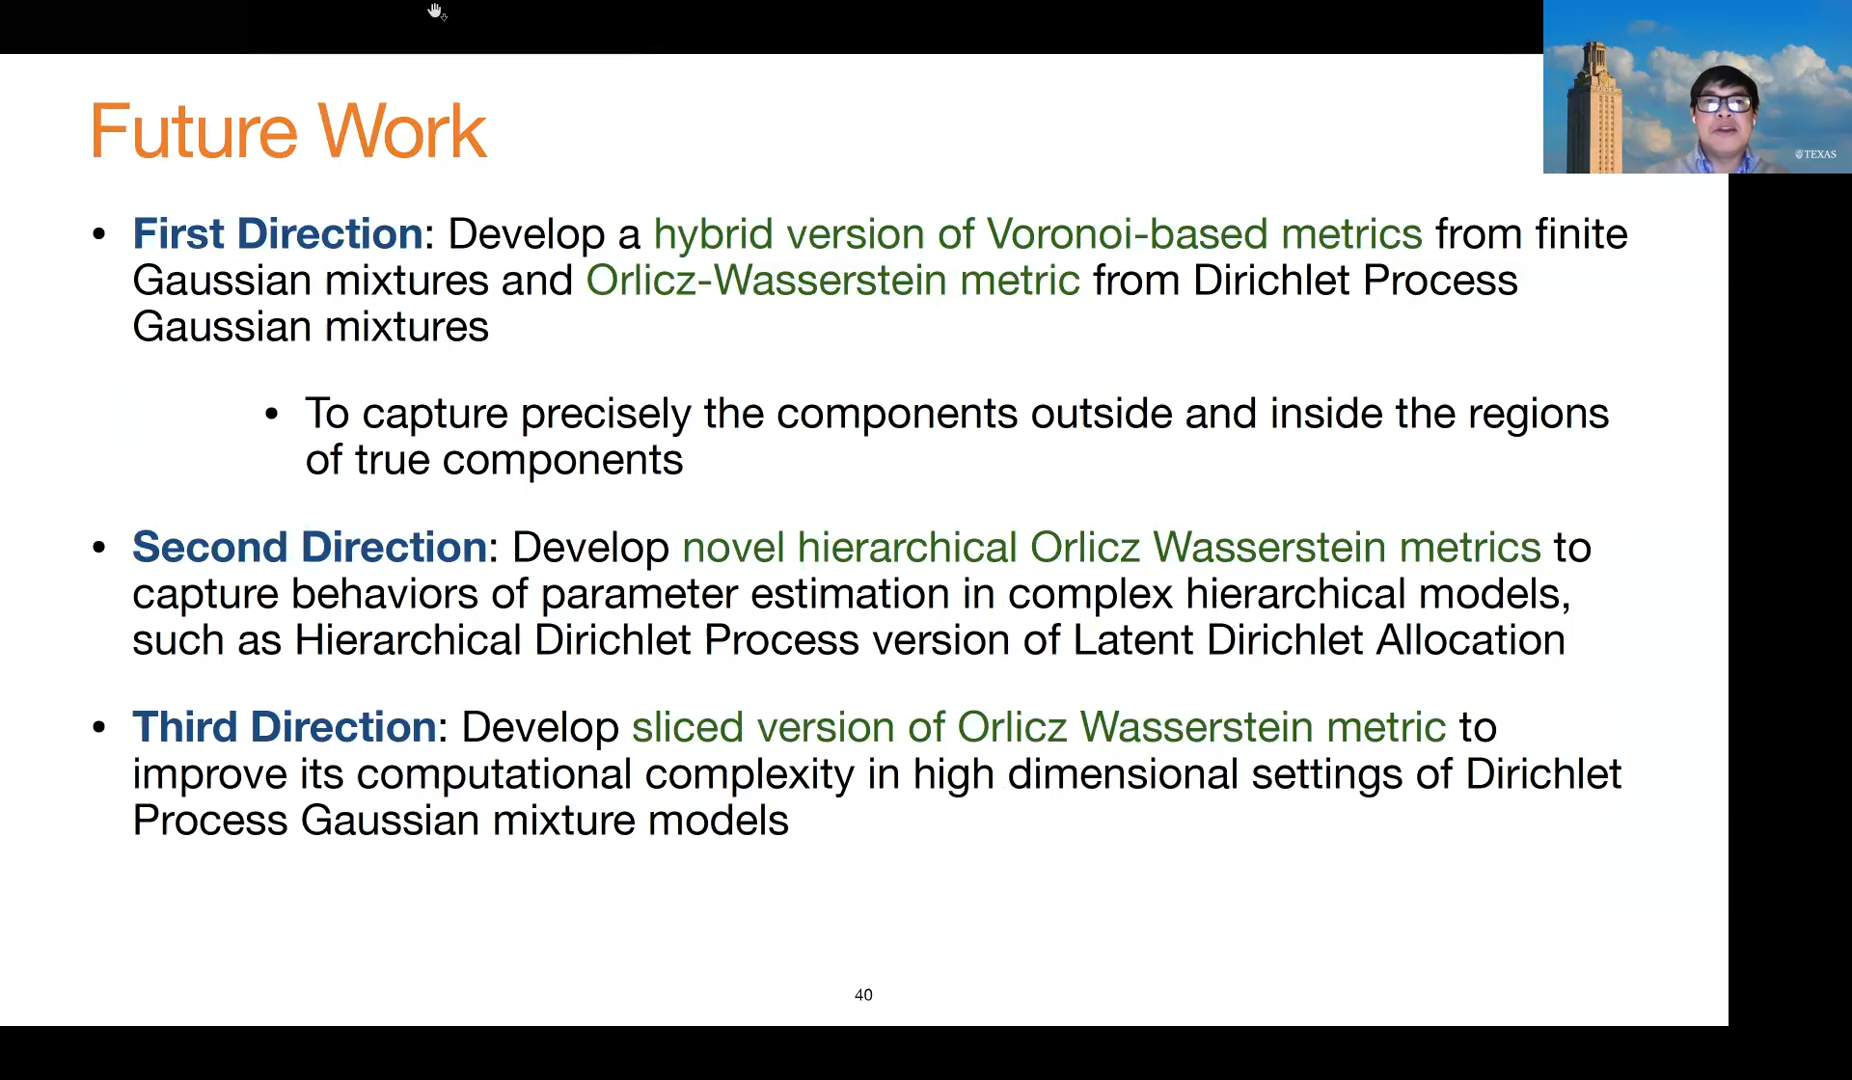 Future Work
TEXAS
• First Direction: Develop a hybrid version of Voronoi-based metrics from finite
Gaussian mixtures and Orlicz-Wasserstein metric from Dirichlet Process
Gaussian mixtures
• To capture precisely the components outside and inside the regions
of true components
• Second Direction: Develop novel hierarchical Orlicz Wasserstein metrics to
capture behaviors of parameter estimation in complex hierarchical models,
such as Hierarchical Dirichlet Process version of Latent Dirichlet Allocation
• Third Direction: Develop sliced version of Orlicz Wasserstein metric to
improve its computational complexity in high dimensional settings of Dirichlet
Process Gaussian mixture models
40